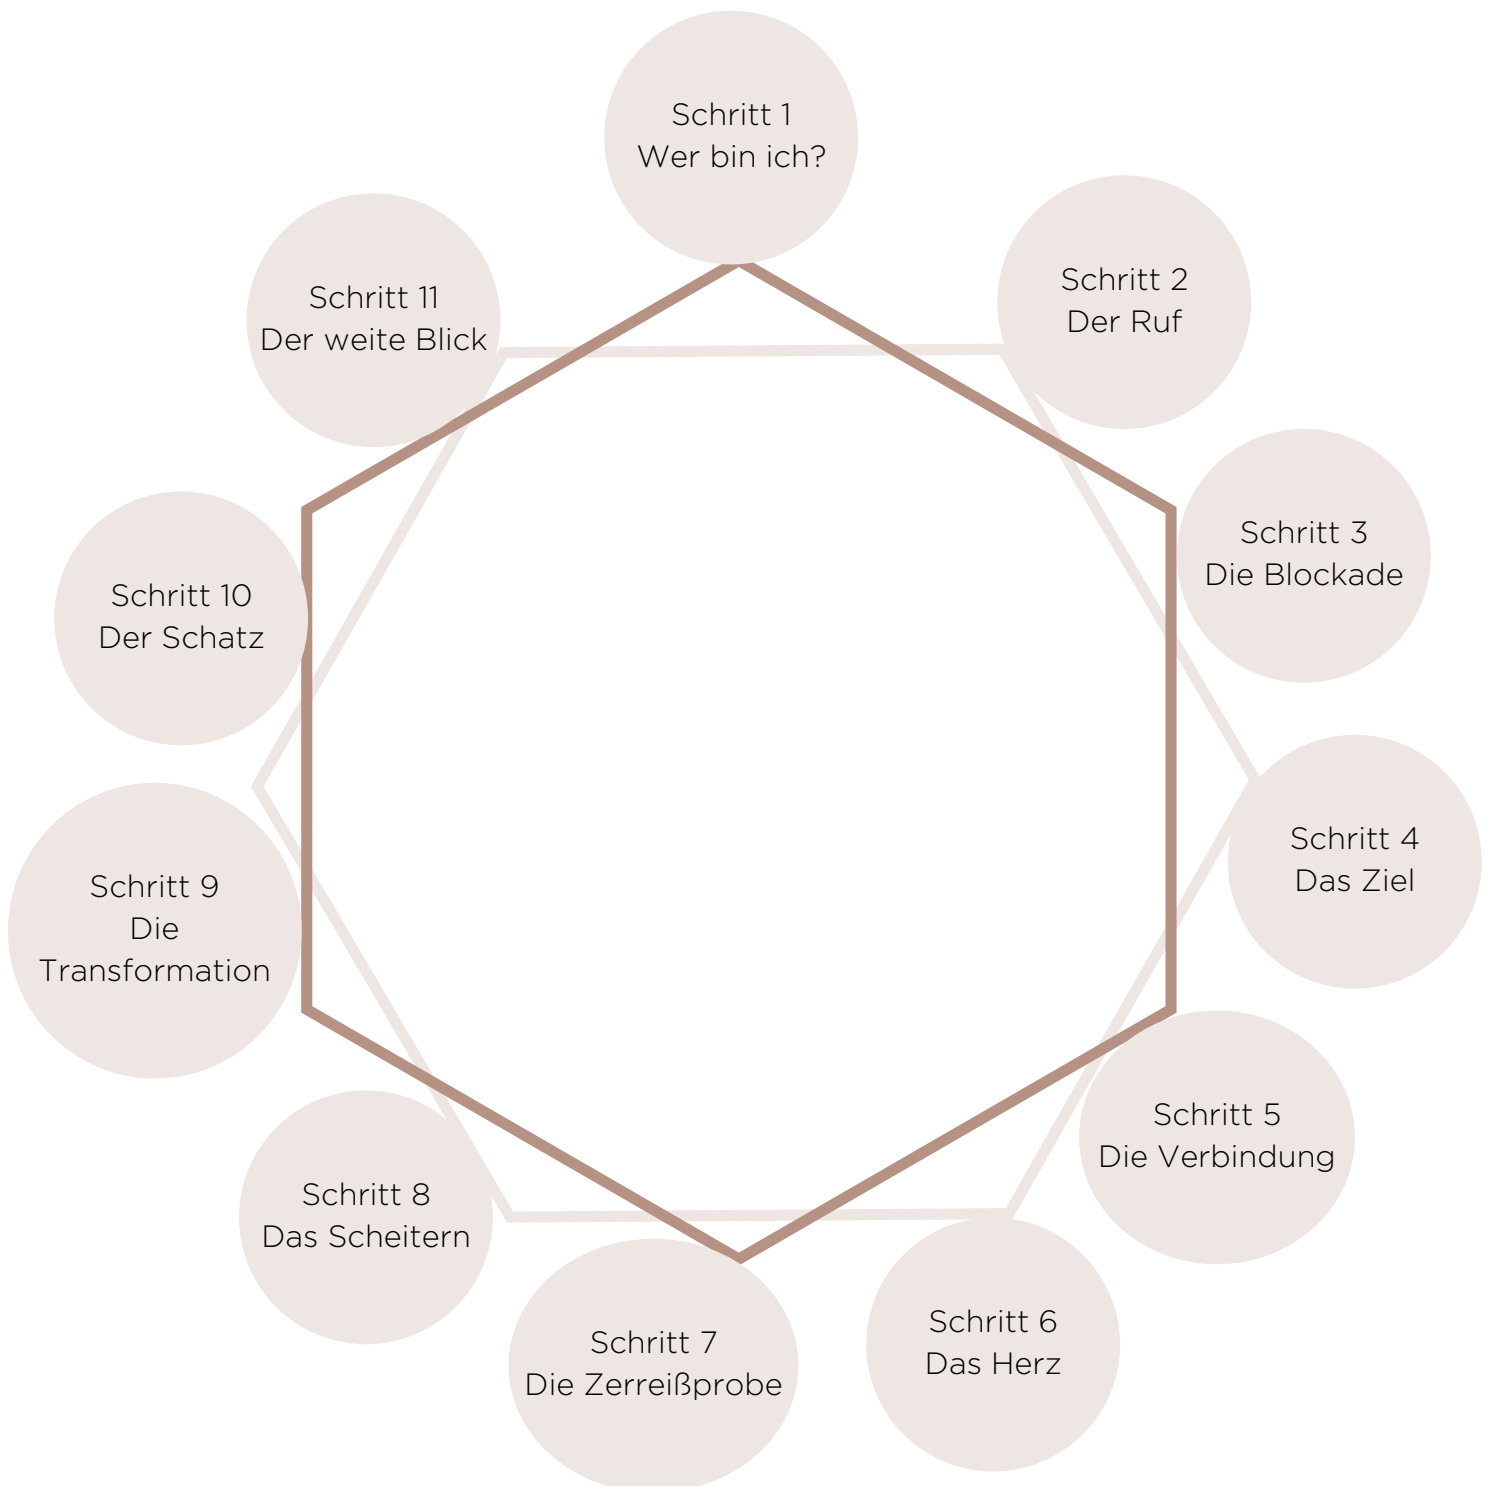 Schritt 1
Wer bin ich?
Schritt 2
Der Ruf
Schritt 3
Die Blockade
Schritt 4
Das Ziel
Schritt 5
Die Verbindung
Schritt 6
Das Herz
Schritt 7
Die Zerreißprobe
Schritt 8
Das Scheitern
Schritt 9
Die
Transformation
Schritt 10
Der Schatz
Schritt 11
Der weite Blick